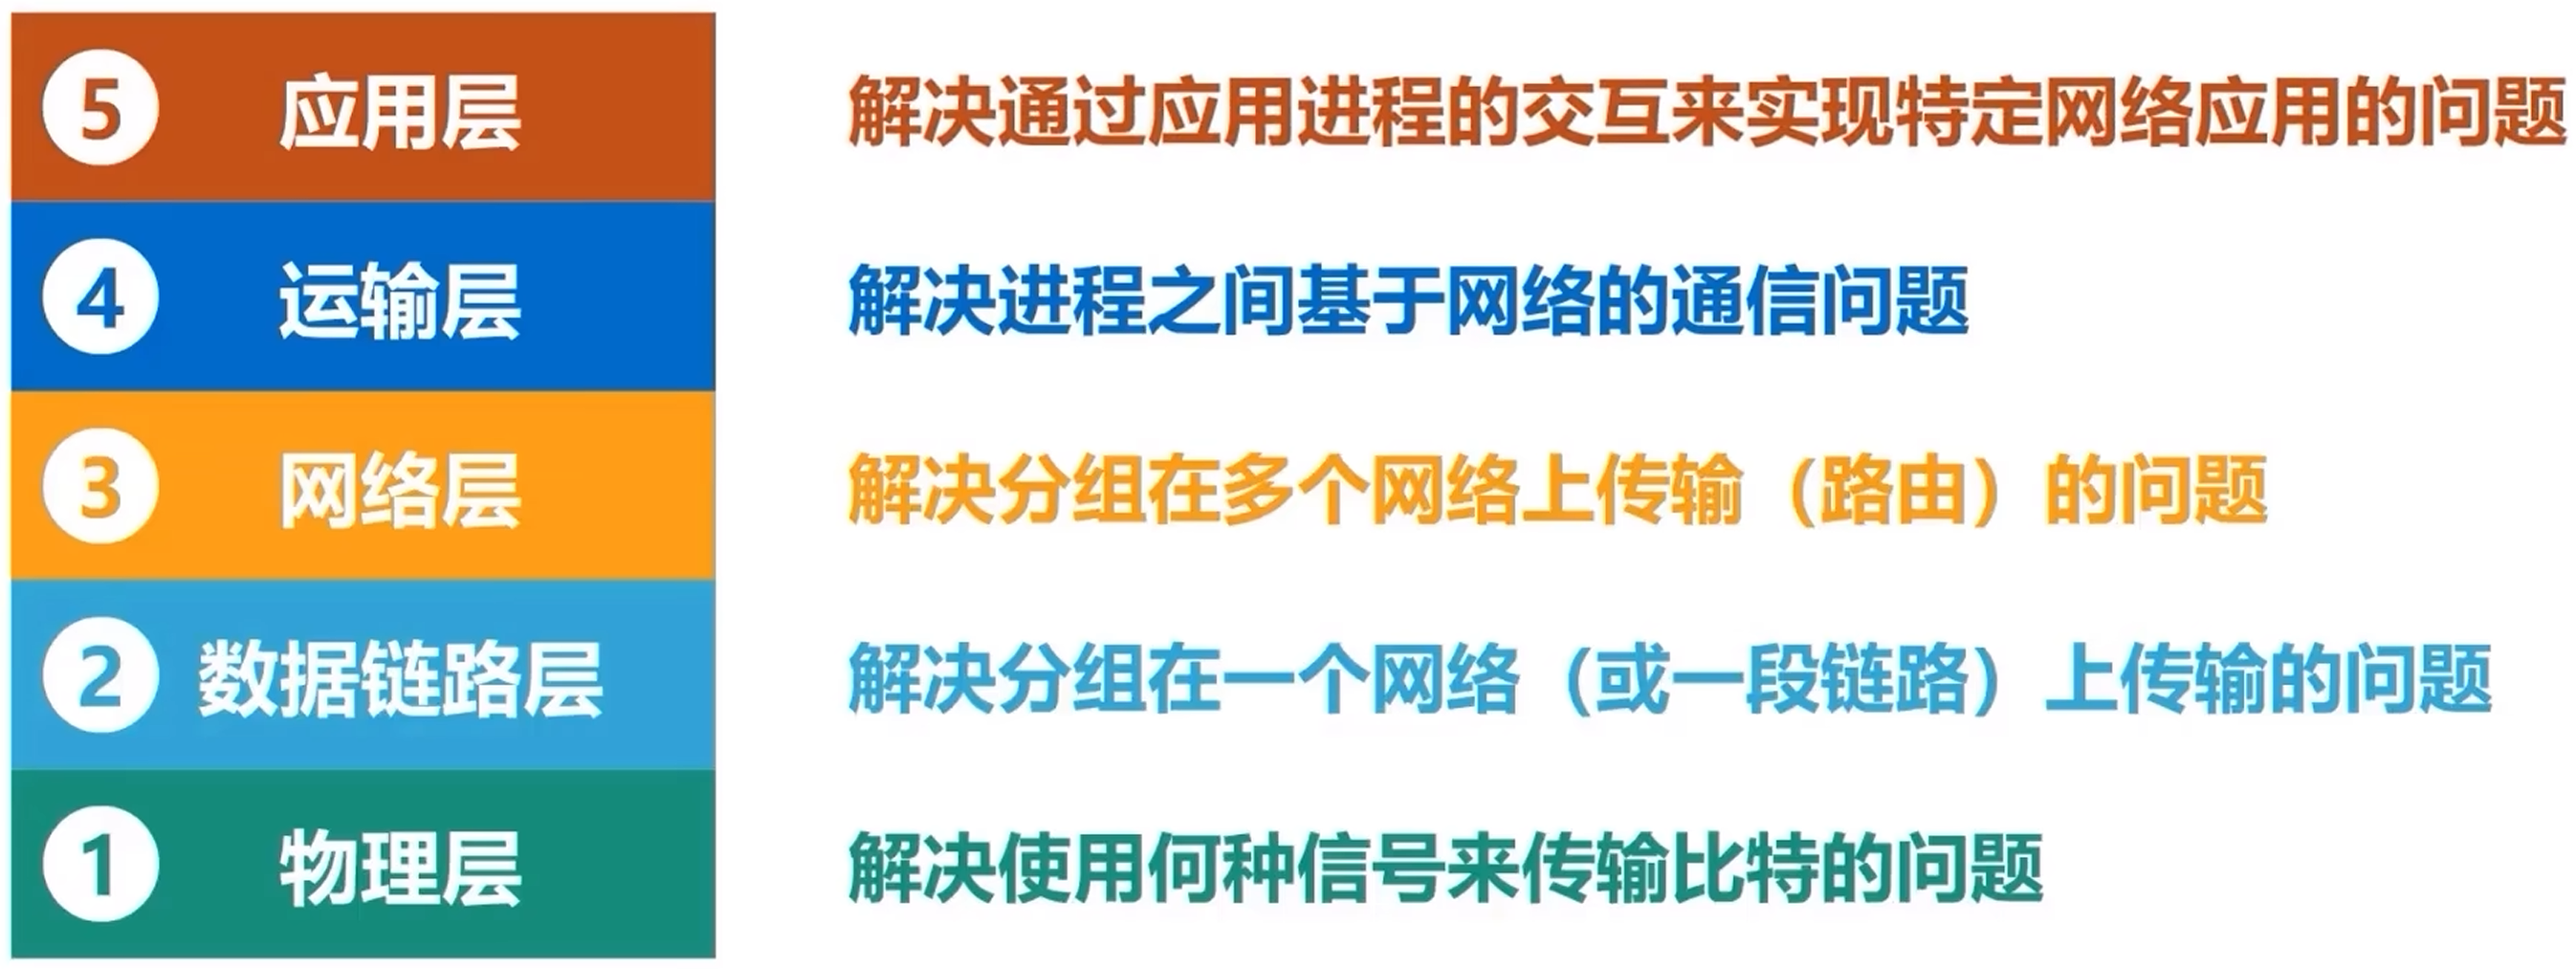 5 应用层 解决通过应用进程的交互来实现特定网络应用的问题
4 运输层 解决进程之间基于网络的通信问题
3 网络层 解决分组在多个网络上传输（路由）的问题
2 数据链路层 解决分组在一个网络（或一段链路）上传输的问题
1 物理层 解决使用何种信号来传输比特的问题